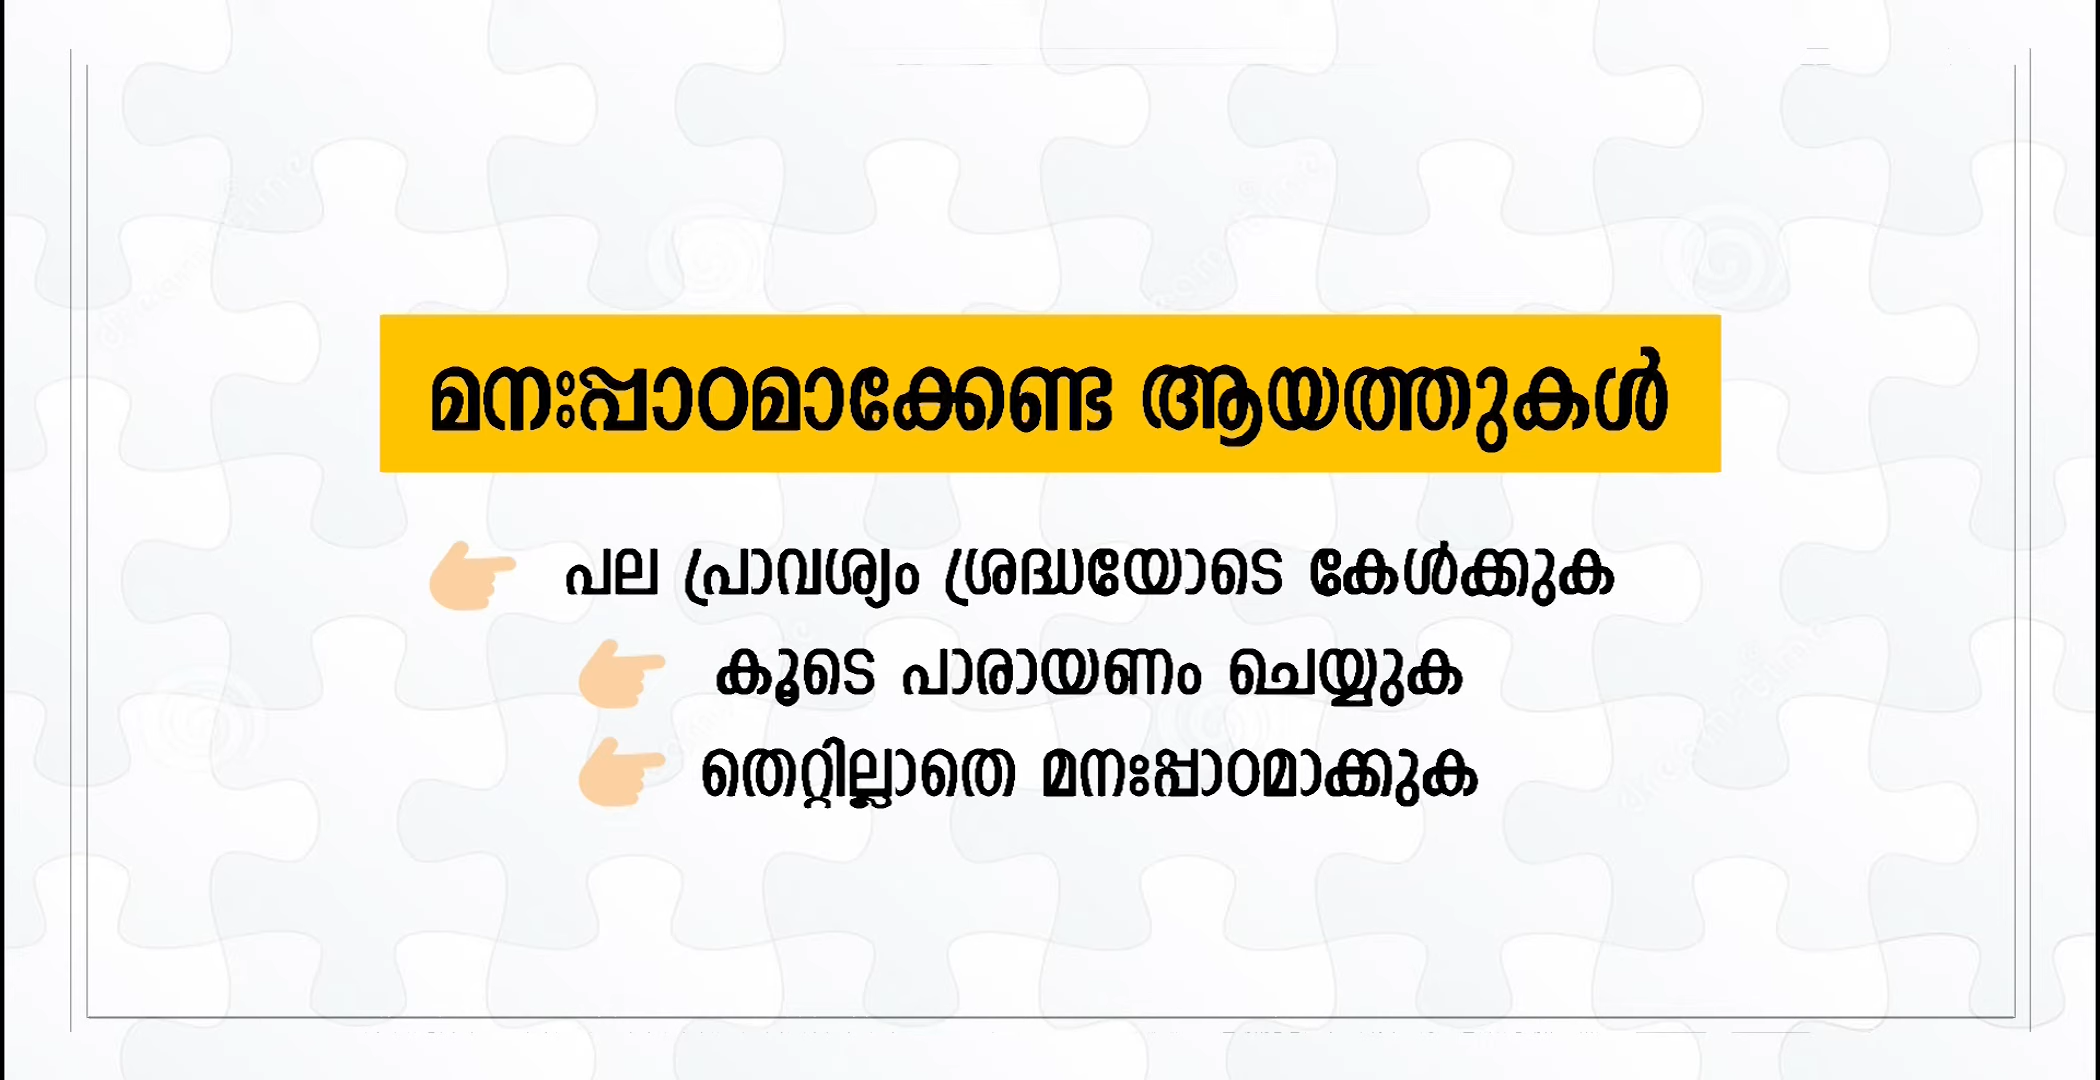 മനഃപ്പാഠമാക്കേണ്ട ആയത്തുകൾ
പല പ്രാവശ്യം ശ്രദ്ധയോടെ കേൾക്കുക
കൂടെ പാരായണം ചെയ്യുക
തെറ്റില്ലാതെ മനഃപ്പാഠമാക്കുക